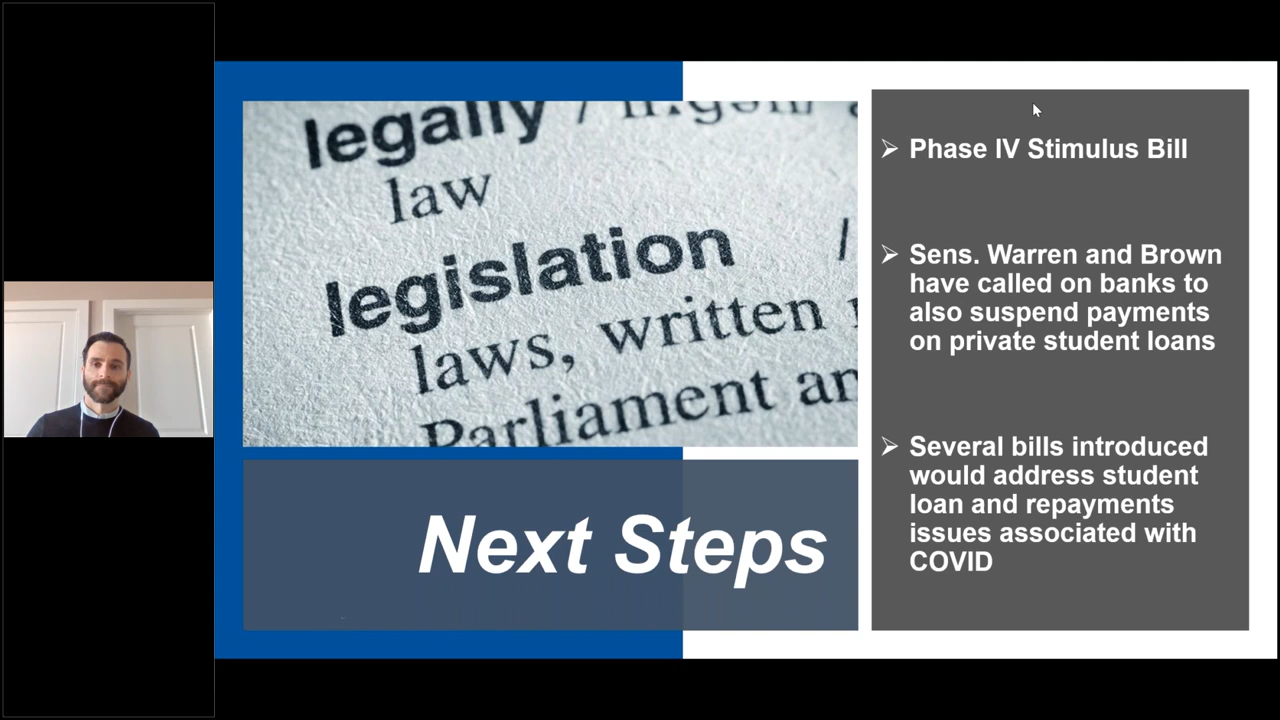 legally /
law
legislation
laws, written
Parliament an
Next Steps
Phase IV Stimulus Bill
Sens. Warren and Brown
have called on banks to
also suspend payments
on private student loans
Several bills introduced
would address student
loan and repayments
issues associated with
COVID